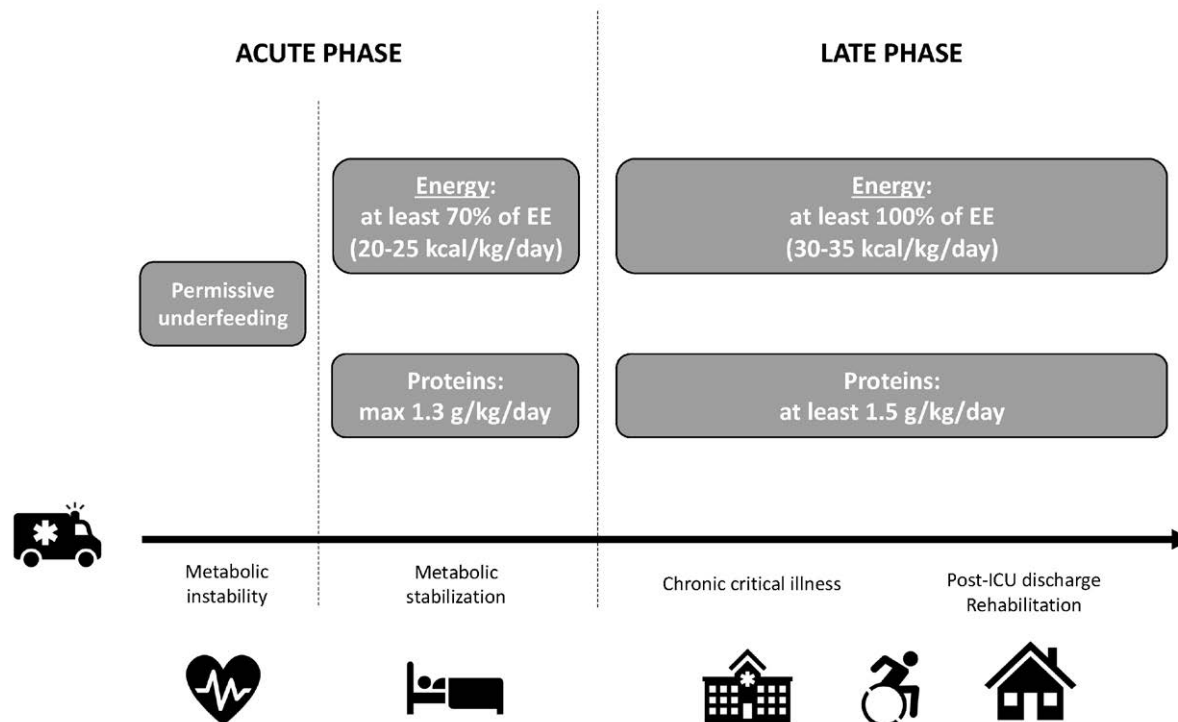 ACUTE PHASE
LATE PHASE
Energy:
at least 70% of EE
(20-25 kcal/kg/day)
Energy:
at least 100% of EE
(30-35 kcal/kg/day)
Permissive
underfeeding
Proteins:
max 1.3 g/kg/day
Proteins:
at least 1.5 g/kg/day
Metabolic
instability
Metabolic
stabilization
Chronic critical illness
Post-ICU discharge
Rehabilitation